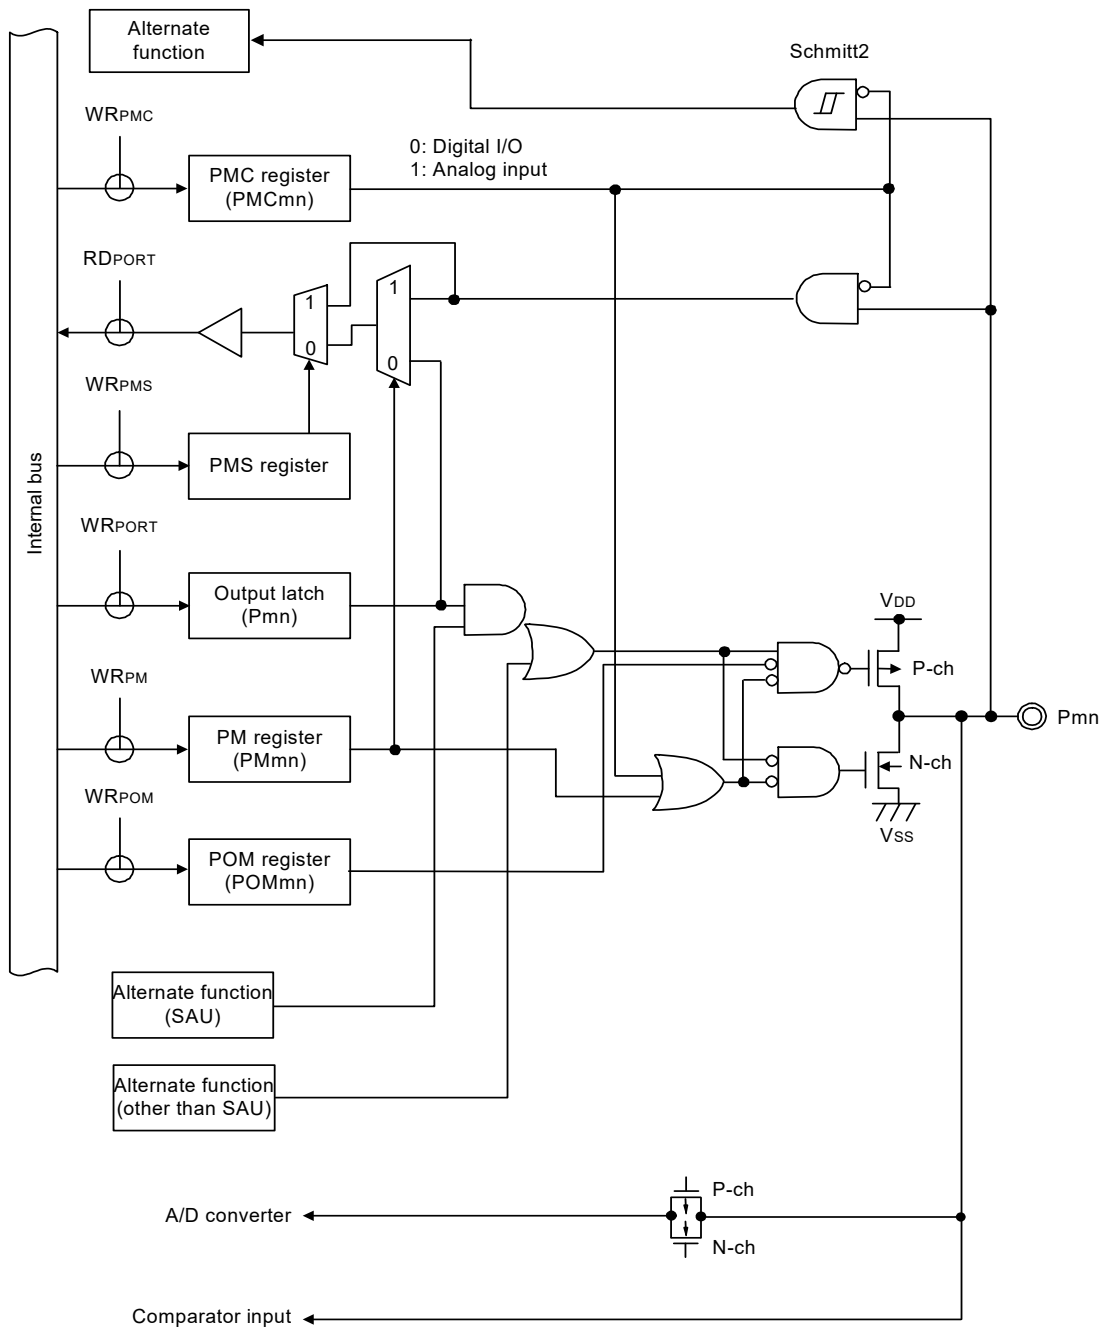 Alternate
function
Schmitt2
WRPMC
0: Digital I/O
1: Analog input
PMC register
(PMCmn)
RDPORT
1
1
0
0
WRPMS
PMS register
Internal bus
WRPORT
Output latch
(Pmn)
VDD
P-ch
WRPM
PM register
(PMmn)
Pmn
N-ch
WRPOM
VSS
POM register
(POMmn)
Alternate function
(SAU)
Alternate function
(other than SAU)
P-ch
A/D converter
N-ch
Comparator input